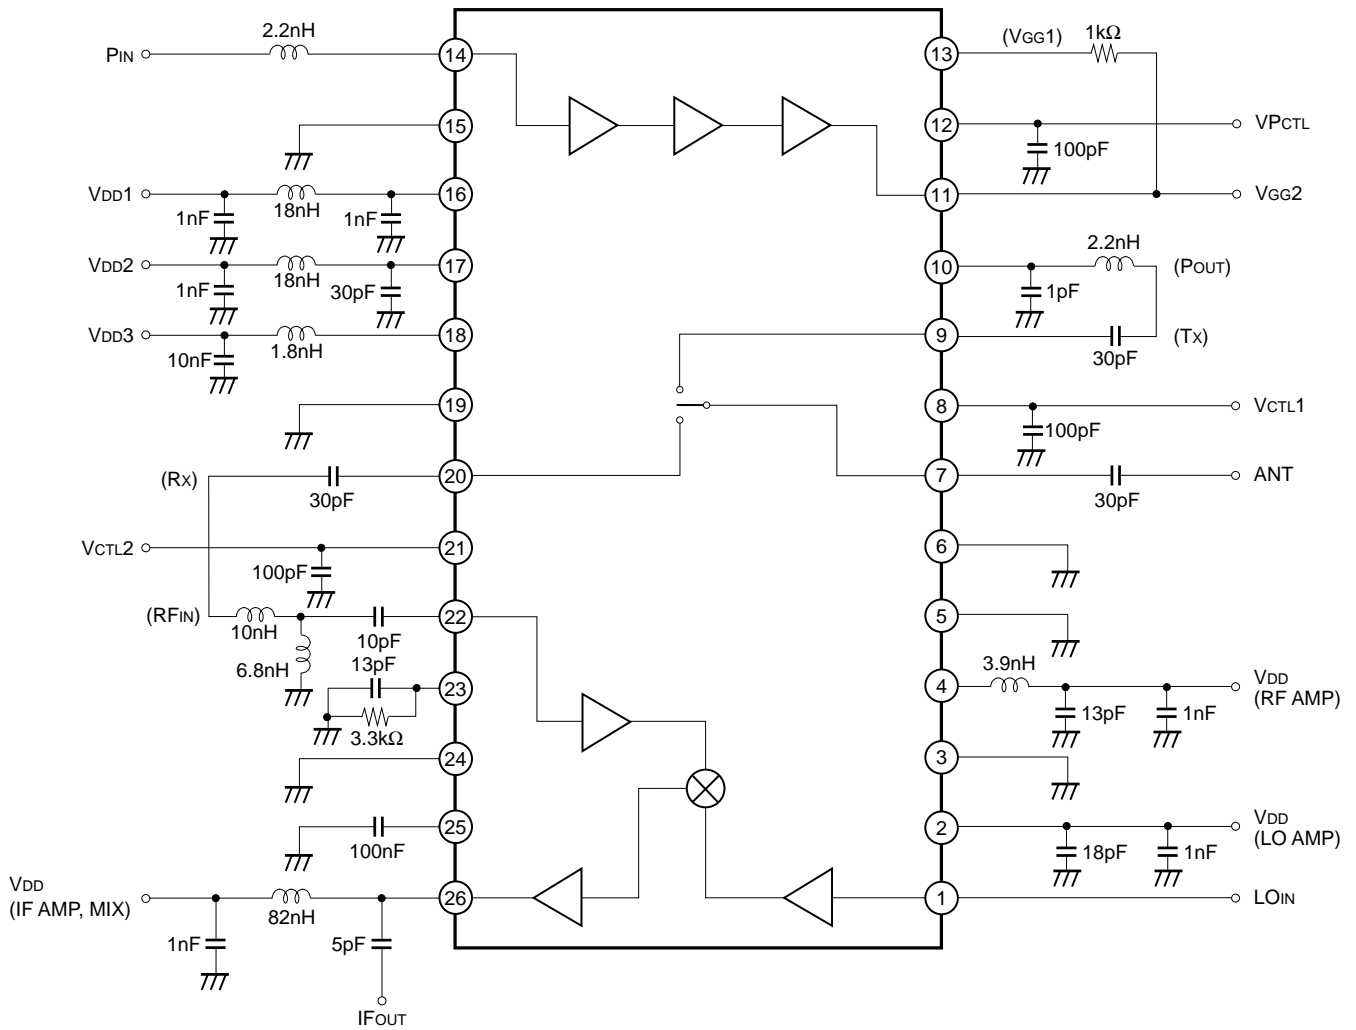 2.2nH
PIN
14
13
(VGG1)
1kΩ
15
12
100pF
VPCTL
VDD1
1nF
18nH
1nF
16
11
VGG2
VDD2
1nF
18nH
30pF
17
10
1pF
2.2nH
(POUT)
VDD3
10nF
1.8nH
18
9
30pF
(TX)
19
8
100pF
VCTL1
(RX)
30pF
20
7
30pF
ANT
VCTL2
100pF
21
6
(RFIN)
10nH
6.8nH
10pF
22
5
13pF
3.3kΩ
23
4
3.9nH
13pF
1nF
VDD
(RF AMP)
24
3
100nF
25
2
18pF
1nF
VDD
(LO AMP)
VDD
(IF AMP, MIX)
1nF
82nH
5pF
26
1
LOIN
IFOUT